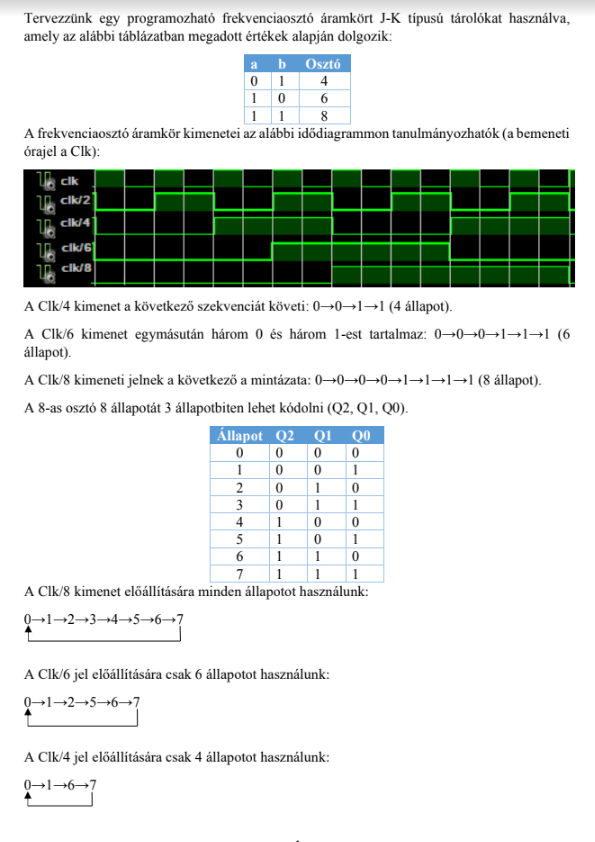 Tervezzünk egy programozható frekvenciaosztó áramkört J-K típusú tárolókat használva,
amely az alábbi táblázatban megadott értékek alapján dolgozik:
a b Osztó
0 1 4
1 0 6
1 1 8
A frekvenciaosztó áramkör kimenetei az alábbi idődiagrammon tanulmányozhatók (a bemeneti
órajel a Clk):
clk
clk/2
clk/4
clk/6
clk/8
A Clk/4 kimenet a következő szekvenciát követi: 0→0→1→1 (4 állapot).
A Clk/6 kimenet egymásután három 0 és három 1-est tartalmaz: 0→0→0→1→1→1 (6
állapot).
A Clk/8 kimeneti jelnek a következő a mintázata: 0→0→0→0→1→1→1→1 (8 állapot).
A 8-as osztó 8 állapotát 3 állapotbiten lehet kódolni (Q2, Q1, Q0).
Állapot Q2 Q1 Q0
0 0 0 0
1 0 0 1
2 0 1 0
3 0 1 1
4 1 0 0
5 1 0 1
6 1 1 0
7 1 1 1
A Clk/8 kimenet előállítására minden állapotot használunk:
0→1→2→3→4→5→6→7
A Clk/6 jel előállítására csak 6 állapotot használunk:
0→1→2→5→6→7
A Clk/4 jel előállítására csak 4 állapotot használunk:
0→1→6→7